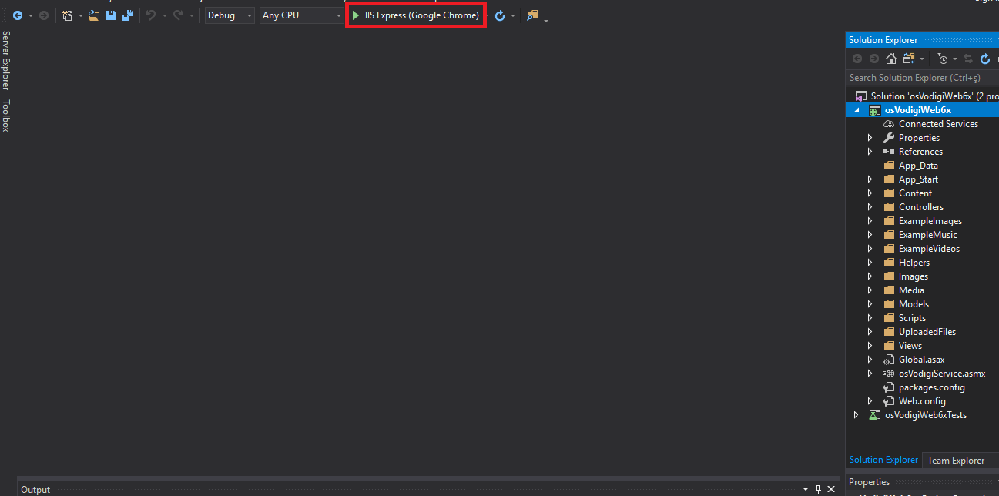 Debug
Any CPU
IIS Express (Google Chrome)
Server Explorer
Toolbox
Solution Explorer
Search Solution Explorer (Ctrl+ş)
Solution 'osVodigiWeb6x' (2 pro
osVodigiWeb6x
Connected Services
Properties
References
App_Data
App_Start
Content
Controllers
ExampleImages
ExampleMusic
ExampleVideos
Helpers
Images
Media
Models
Scripts
UploadedFiles
Views
Global.asax
osVodigiService.asmx
packages.config
Web.config
osVodigiWeb6xTests
Solution Explorer
Team Explorer
Properties
Output